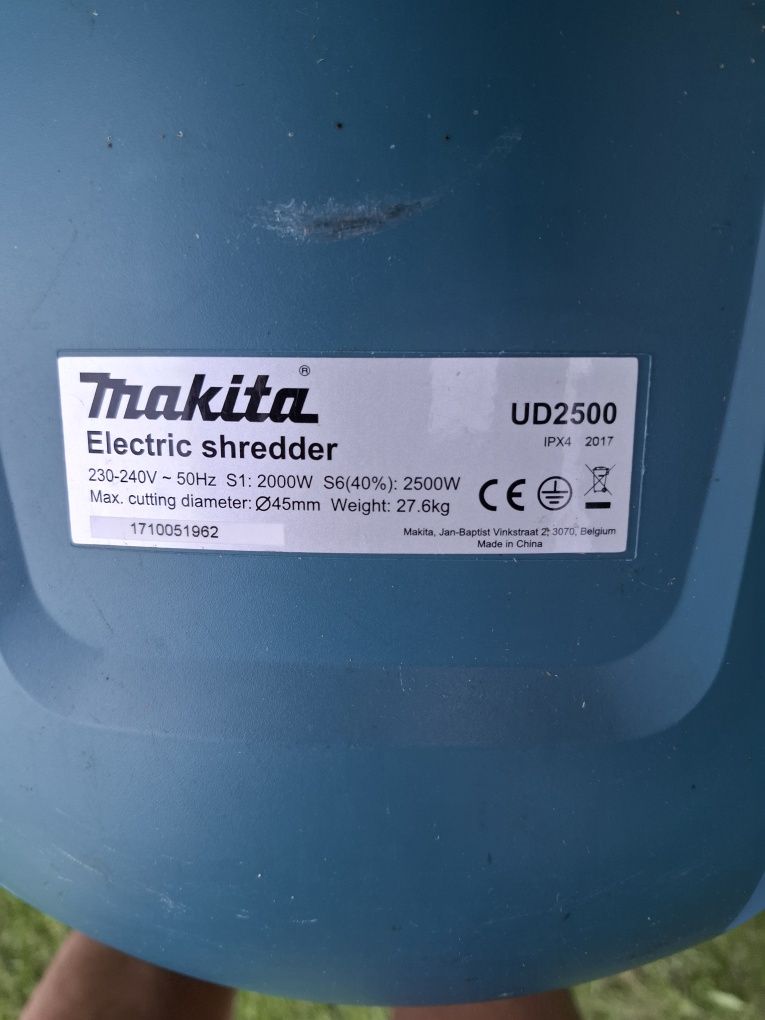 makita®
UD2500
Electric shredder
IPX4 2017
230-240V ~ 50Hz S1: 2000W S6(40%): 2500W
Max. cutting diameter: Ø45mm Weight: 27.6kg
CE
1710051962
Makita, Jan-Baptist Vinkstraat 2, 3070, Belgium
Made in China